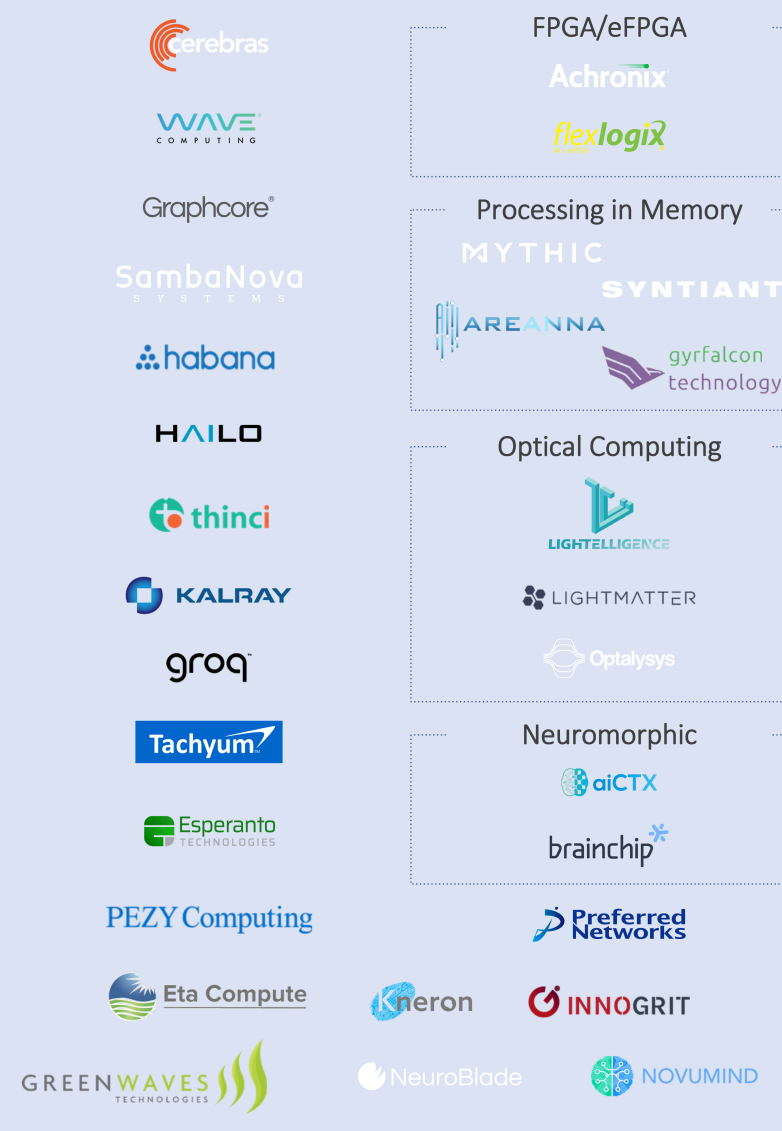 cerebras
WAVE®
COMPUTING
Graphcore®
SambaNova
SYSTEMS
habana
HAILO
thinci
KALRAY
groq™
Tachyum™
Esperanto
TECHNOLOGIES
PEZY Computing
Eta Compute
GREENWAVES
TECHNOLOGIES
FPGA/eFPGA
Achronix
flexlogix
Processing in Memory
MYTHIC
SYNTIANT
AREANNA
gyrfalcon
technology
Optical Computing
LIGHTELLIGENCE
LIGHTMATTER
Optalysys
Neuromorphic
aiCTX
brainchip
Preferred
Networks
Kneron
INNOGRIT
NeuroBlade
NOVUMIND